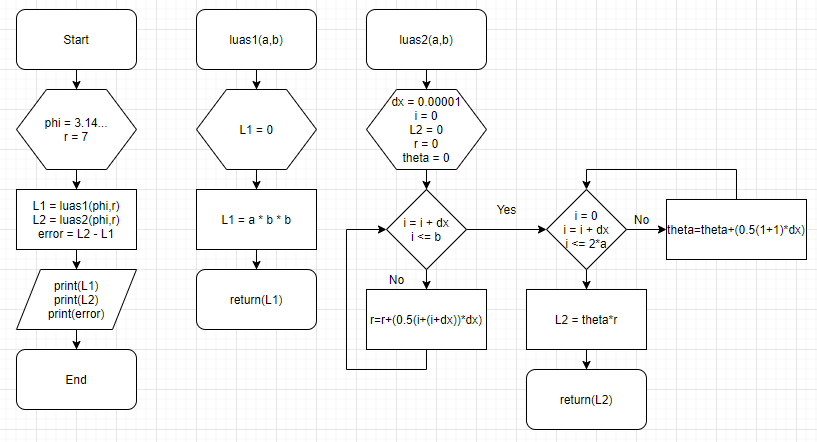 Start
phi = 3.14...
r = 7
L1 = luas1(phi,r)
L2 = luas2(phi,r)
error = L2 - L1
print(L1)
print(L2)
print(error)
End
luas1(a,b)
L1 = 0
L1 = a * b * b
return(L1)
luas2(a,b)
dx = 0.00001
i = 0
L2 = 0
r = 0
theta = 0
i = i + dx
i <= b
No
r=r+(0.5(i+(i+dx))*dx)
Yes
i = 0
i = i + dx
i <= 2*a
No
theta=theta+(0.5(1+1)*dx)
L2 = theta*r
return(L2)